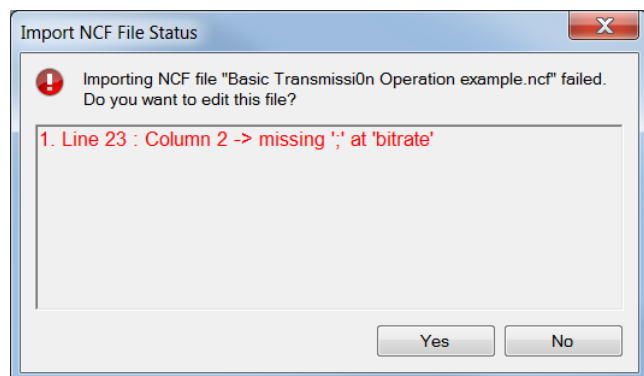 Import NCF File Status
Importing NCF file "Basic Transmissi0n Operation example.ncf" failed.
Do you want to edit this file?
1. Line 23 : Column 2 -> missing ';' at 'bitrate'
Yes
No